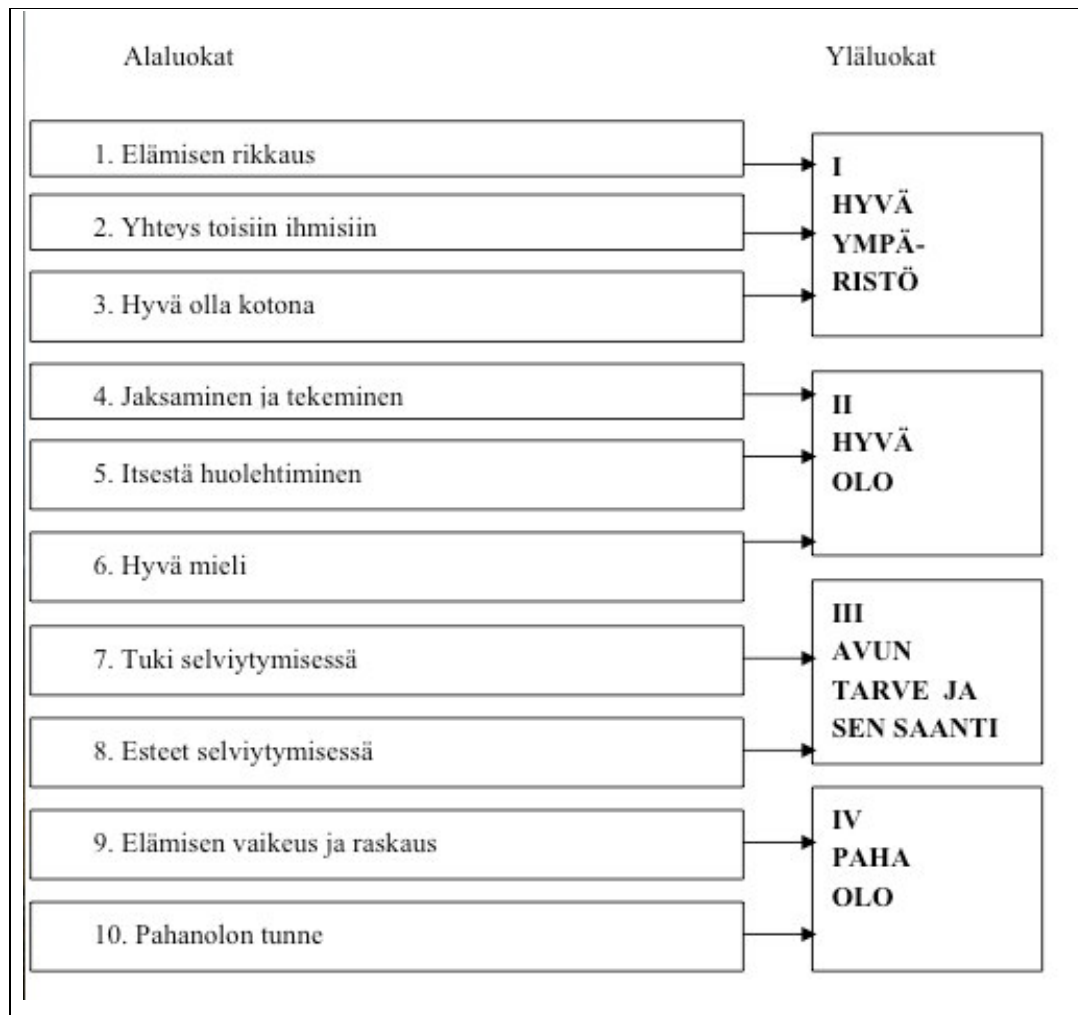 Alaluokat
Yläluokat
1. Elämisen rikkaus
2. Yhteys toisiin ihmisiin
3. Hyvä olla kotona
I
HYVÄ
YMPÄ-
RISTÖ
4. Jaksaminen ja tekeminen
5. Itsestä huolehtiminen
6. Hyvä mieli
II
HYVÄ
OLO
7. Tuki selviytymisessä
8. Esteet selviytymisessä
III
AVUN
TARVE JA
SEN SAANTI
9. Elämisen vaikeus ja raskaus
10. Pahanolon tunne
IV
PAHA
OLO